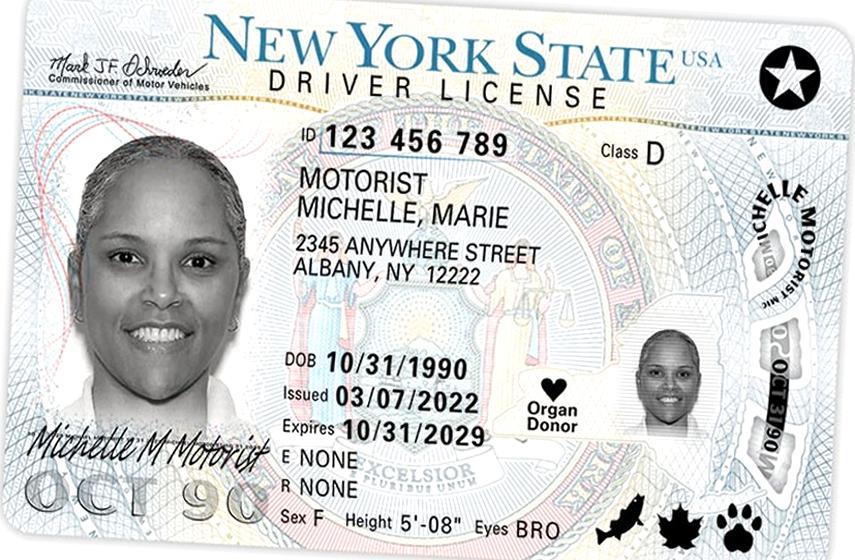 NEW YORK STATE USA
Mark J.F. Schroeder
Commissioner of Motor Vehicles
DRIVER LICENSE
ID 123 456 789
Class D
MOTORIST
MICHELLE, MARIE
2345 ANYWHERE STREET
ALBANY, NY 12222
DOB 10/31/1990
Issued 03/07/2022
Expires 10/31/2029
E NONE
R NONE
Sex F Height 5'-08" Eyes BRO
Organ
Donor
Michelle M Motorist
OCT 90
EXCELSIOR
E PLURIBUS UNUM
MICHELLE MOTORIST MIC
OCT 31 90